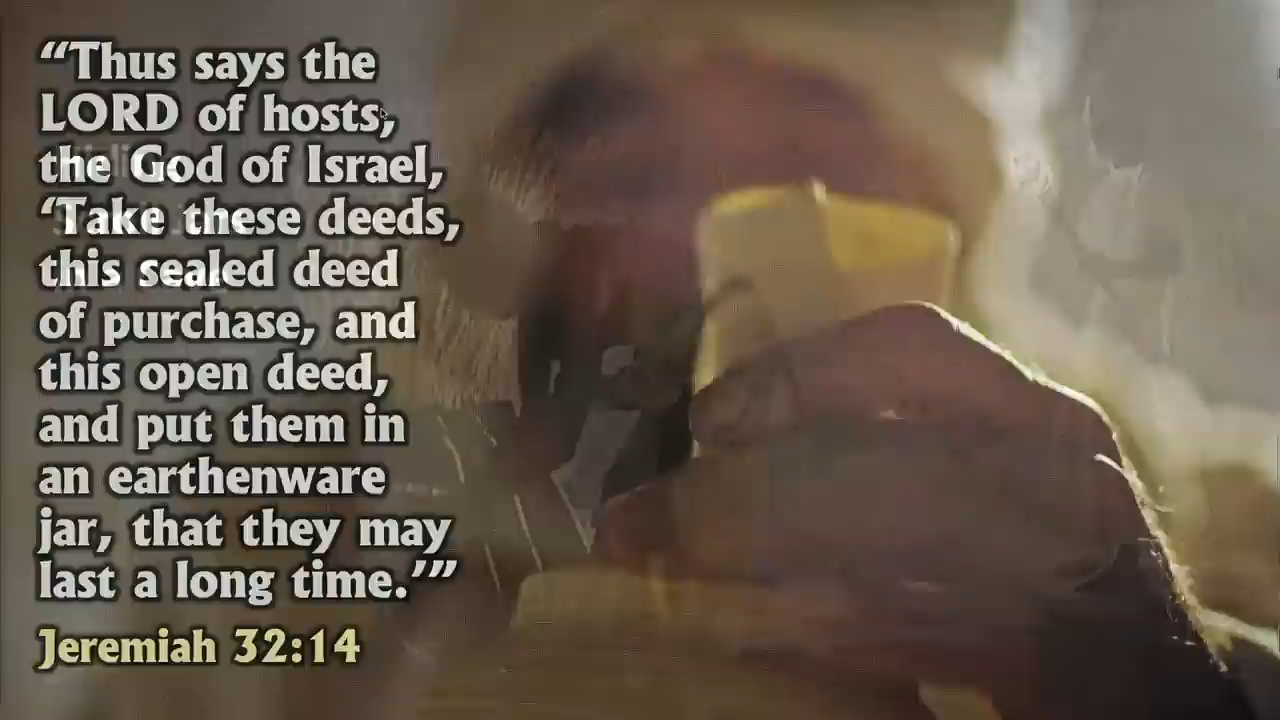 “Thus says the
LORD of hosts,
the God of Israel,
‘Take these deeds,
this sealed deed
of purchase, and
this open deed,
and put them in
an earthenware
jar, that they may
last a long time.’”
Jeremiah 32:14